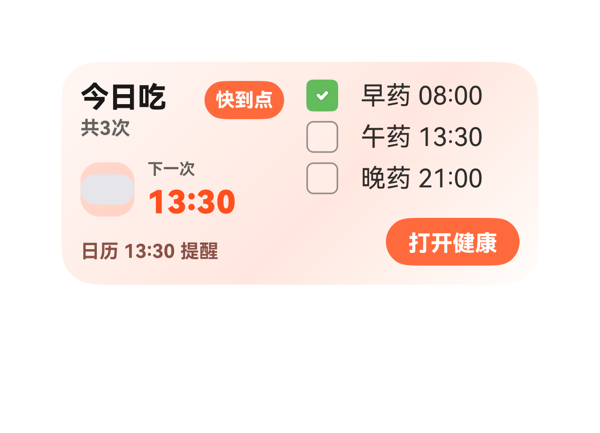 今日吃
快到点
共3次
下一次
13:30
日历 13:30 提醒
早药 08:00
午药 13:30
晚药 21:00
打开健康